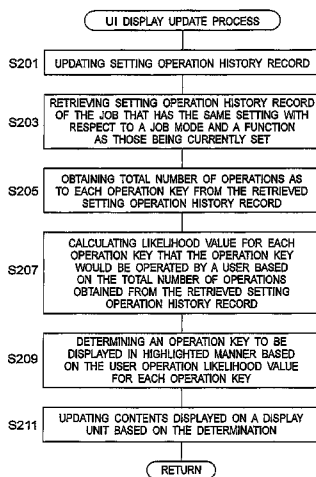 UI DISPLAY UPDATE PROCESS
S201
UPDATING SETTING OPERATION HISTORY RECORD
S203
RETRIEVING SETTING OPERATION HISTORY RECORD
OF THE JOB THAT HAS THE SAME SETTING WITH
RESPECT TO A JOB MODE AND A FUNCTION
AS THOSE BEING CURRENTLY SET
S205
OBTAINING TOTAL NUMBER OF OPERATIONS AS
TO EACH OPERATION KEY FROM THE RETRIEVED
SETTING OPERATION HISTORY RECORD
S207
CALCULATING LIKELIHOOD VALUE FOR EACH
OPERATION KEY THAT THE OPERATION KEY
WOULD BE OPERATED BY A USER BASED
ON THE TOTAL NUMBER OF OPERATIONS
OBTAINED FROM THE RETRIEVED SETTING
OPERATION HISTORY RECORD
S209
DETERMINING AN OPERATION KEY TO BE
DISPLAYED IN HIGHLIGHTED MANNER BASED
ON THE USER OPERATION LIKELIHOOD VALUE
FOR EACH OPERATION KEY
S211
UPDATING CONTENTS DISPLAYED ON A DISPLAY
UNIT BASED ON THE DETERMINATION
RETURN